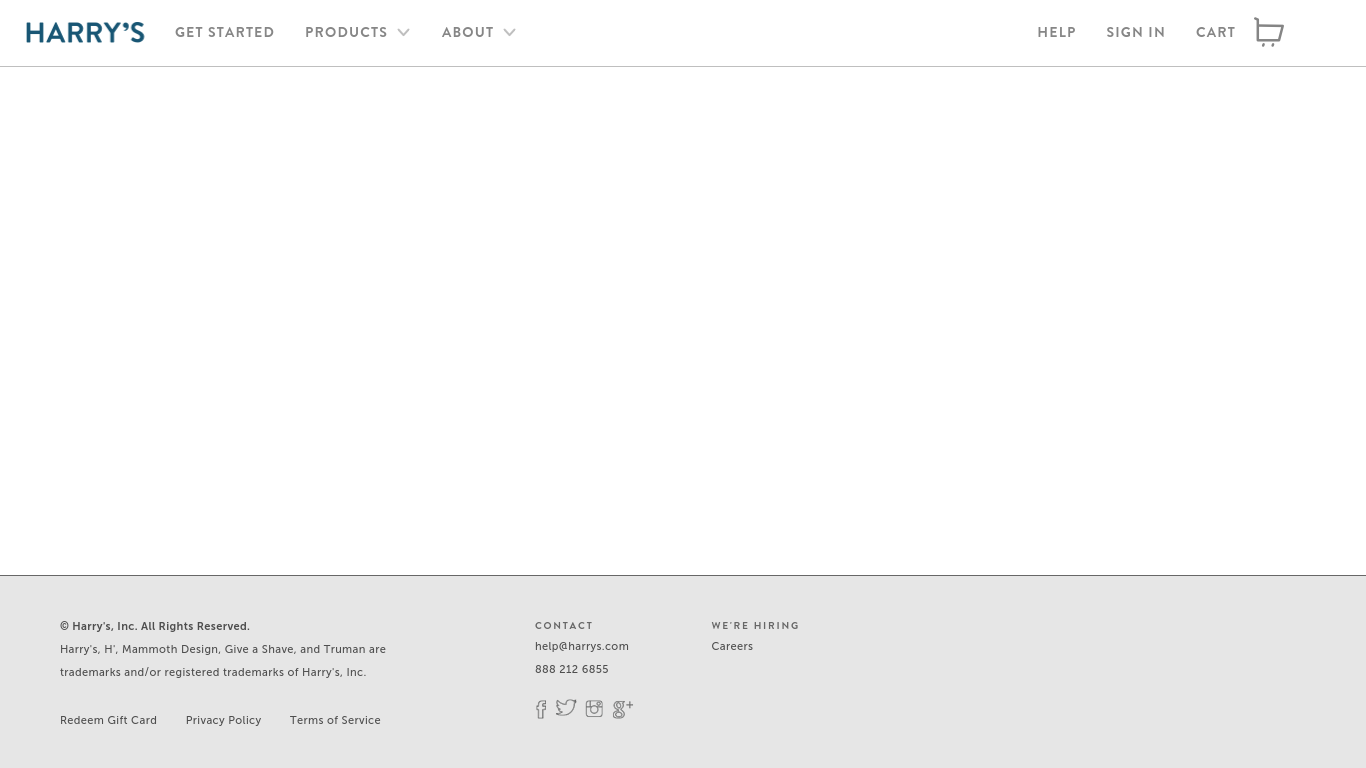 HARRY'S GET STARTED PRODUCTS ABOUT HELP SIGN IN CART
© Harry's, Inc. All Rights Reserved.
Harry's, H', Mammoth Design, Give a Shave, and Truman are
trademarks and/or registered trademarks of Harry's, Inc.
Redeem Gift Card Privacy Policy Terms of Service
CONTACT
help@harrys.com
888 212 6855
WE'RE HIRING
Careers